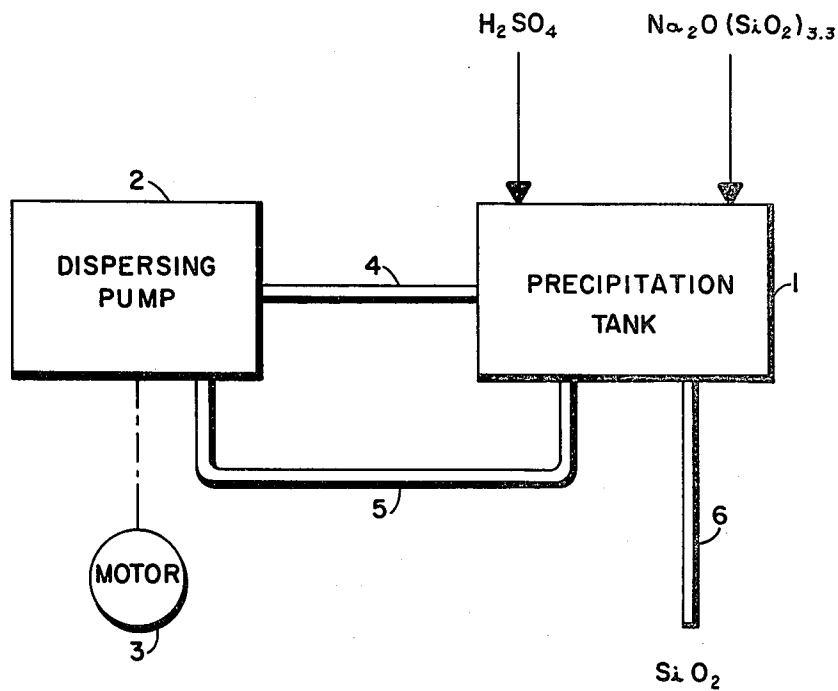 H₂SO₄
Na₂O(SiO₂)₃.₃
2
DISPERSING
PUMP
4
PRECIPITATION
TANK
1
5
6
MOTOR
3
SiO₂